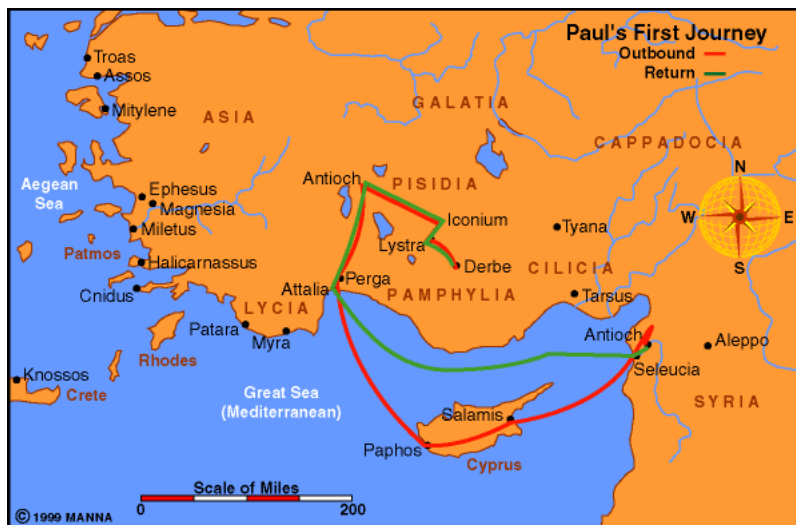 Paul's First Journey
Outbound
Return
Troas
Assos
Mitylene
ASIA
GALATIA
CAPPADOCIA
Aegean
Sea
Ephesus
Magnesia
Miletus
Patmos
Halicarnassus
Cnidus
Antioch
PISIDIA
Iconium
Lystra
Derbe
Tyana
CILICIA
Tarsus
N
W
E
S
Attalia
Perga
PAMPHYLIA
LYCIA
Patara
Myra
Rhodes
Knossos
Crete
Great Sea
(Mediterranean)
Antioch
Aleppo
Seleucia
SYRIA
Salamis
Paphos
Cyprus
Scale of Miles
0
200
© 1999 MANNA